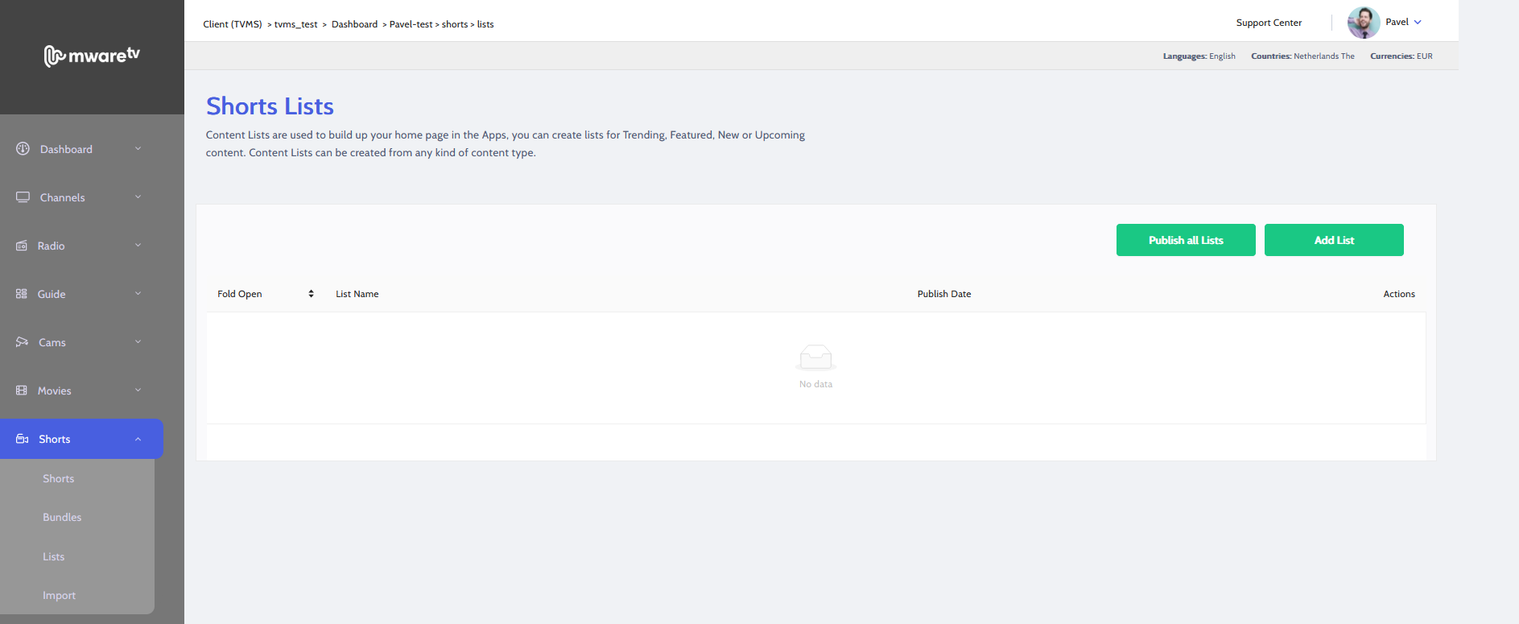 mwaretv
Client (TVMS) > tvms_test > Dashboard > Pavel-test > shorts > lists
Support Center
Pavel
Languages: English Countries: Netherlands The Currencies: EUR
Shorts Lists
Content Lists are used to build up your home page in the Apps, you can create lists for Trending, Featured, New or Upcoming
content. Content Lists can be created from any kind of content type.
Dashboard
Channels
Radio
Guide
Cams
Movies
Shorts
Shorts
Bundles
Lists
Import
Publish all Lists
Add List
Fold Open List Name Publish Date Actions
No data